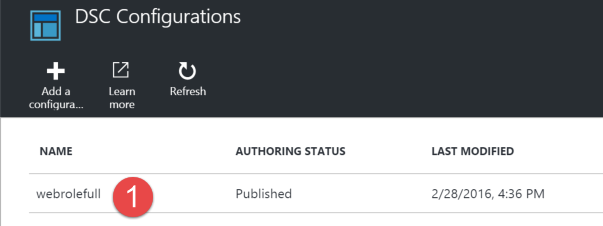 DSC Configurations
Add a configura...
Learn more
Refresh
NAME AUTHORING STATUS LAST MODIFIED
webrolefull 1 Published 2/28/2016, 4:36 PM